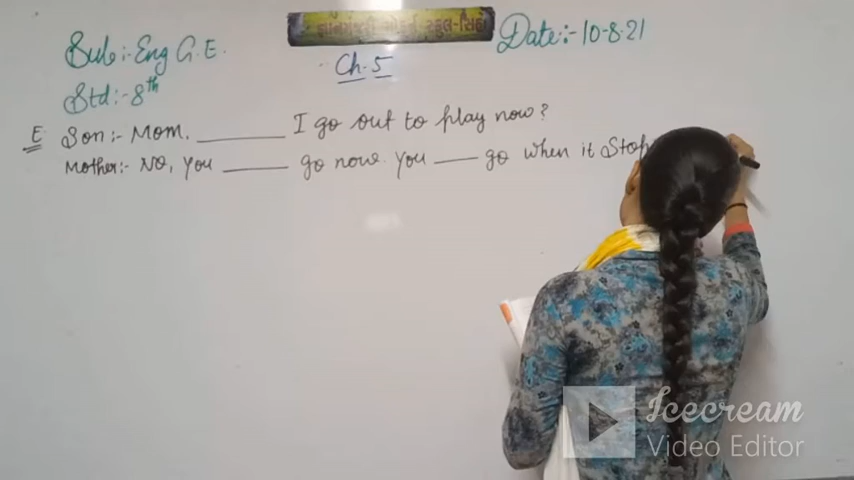 Sub:- Eng G.E.
Date:- 10-8-21
Std:- 8th
Ch-5
E Son:- Mom. _______ I go out to play now?
Mother:- No, you ______ go now. You ____ go when it stop
Icecream
Video Editor